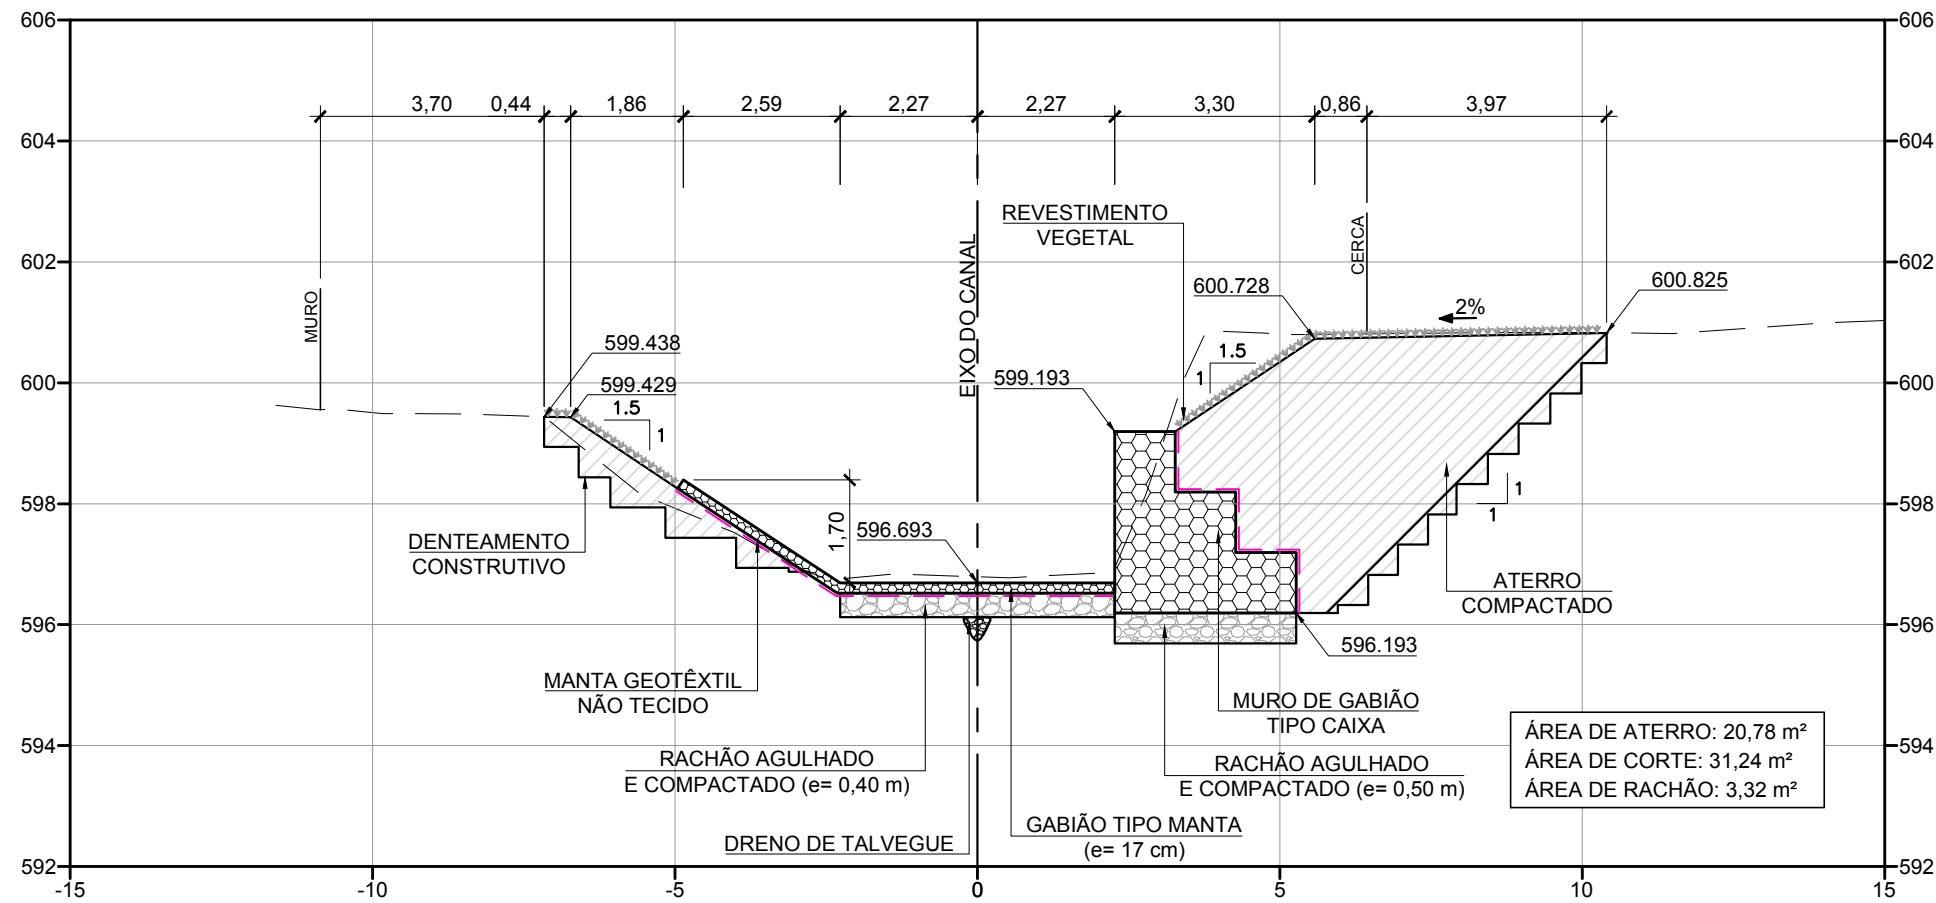 606
606
3,70
0,44
1,86
2,59
2,27
2,27
3,30
0,86
3,97
604
604
REVESTIMENTO
VEGETAL
CERCA
EIXO DO CANAL
602
602
MURO
600.728
600.825
2%
599.438
1.5
1
599.429
599.193
600
600
1.5
1
598
598
1
1
1,70
596.693
DENTEAMENTO
CONSTRUTIVO
ATERRO
COMPACTADO
596
596
596.193
MANTA GEOTÊXTIL
NÃO TECIDO
MURO DE GABIÃO
TIPO CAIXA
RACHÃO AGULHADO
E COMPACTADO (e= 0,40 m)
RACHÃO AGULHADO
E COMPACTADO (e= 0,50 m)
ÁREA DE ATERRO: 20,78 m²
ÁREA DE CORTE: 31,24 m²
ÁREA DE RACHÃO: 3,32 m²
594
594
DRENO DE TALVEGUE
GABIÃO TIPO MANTA
(e= 17 cm)
592
592
-15
-10
-5
0
5
10
15